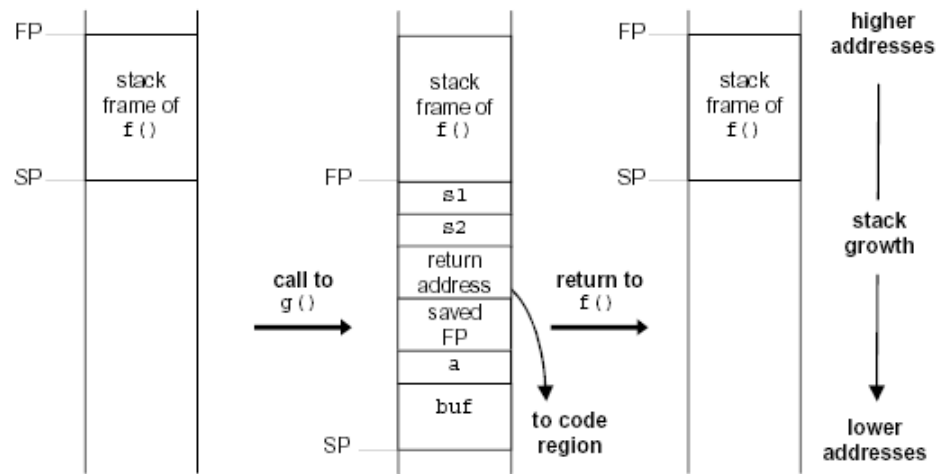 FP
stack
frame of
f()
SP
call to
g()
stack
frame of
f()
FP
s1
s2
return
address
saved
FP
a
buf
SP
to code
region
return to
f()
FP
stack
frame of
f()
SP
higher
addresses
stack
growth
lower
addresses